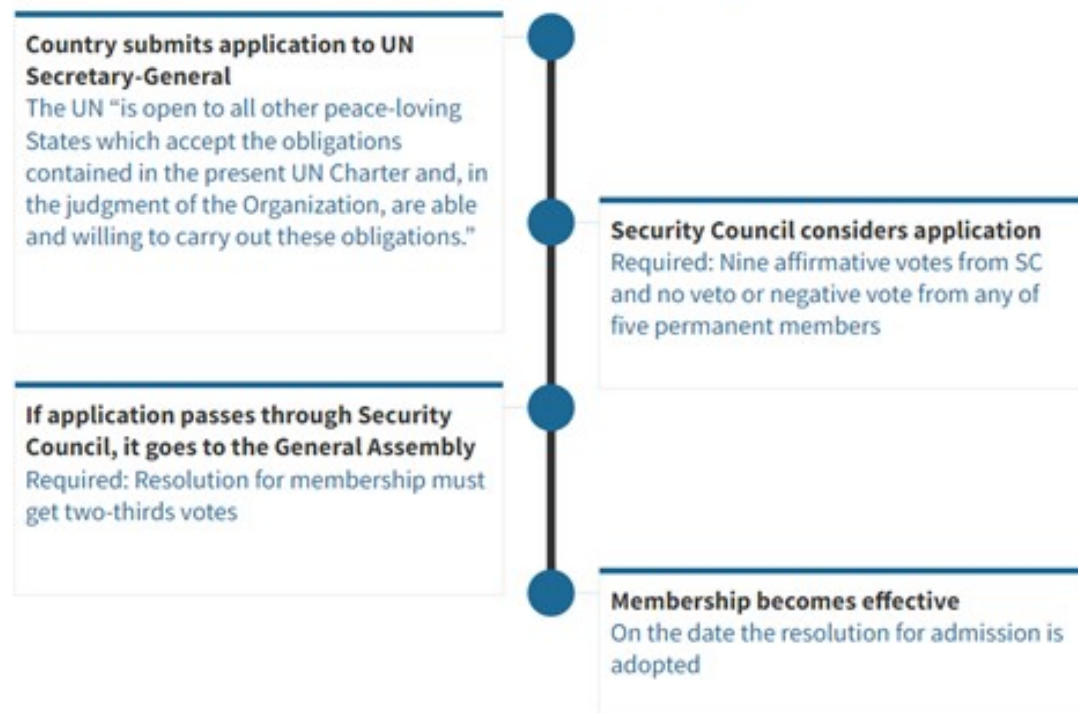 Country submits application to UN
Secretary-General
The UN “is open to all other peace-loving
States which accept the obligations
contained in the present UN Charter and, in
the judgment of the Organization, are able
and willing to carry out these obligations.”
Security Council considers application
Required: Nine affirmative votes from SC
and no veto or negative vote from any of
five permanent members
If application passes through Security
Council, it goes to the General Assembly
Required: Resolution for membership must
get two-thirds votes
Membership becomes effective
On the date the resolution for admission is
adopted